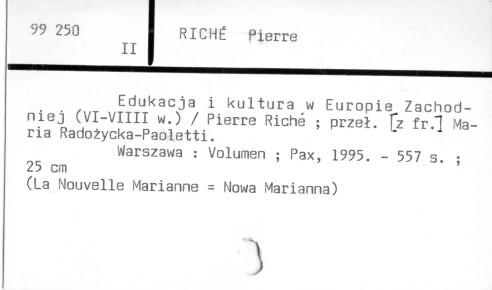 99 250
II
RICHÉ Pierre
Edukacja i kultura w Europie Zachod-
niej (VI-VIIII w.) / Pierre Riché ; przeł. [z fr.] Ma-
ria Radożycka-Paoletti.
Warszawa : Volumen ; Pax, 1995. - 557 s. ;
25 cm
(La Nouvelle Marianne = Nowa Marianna)